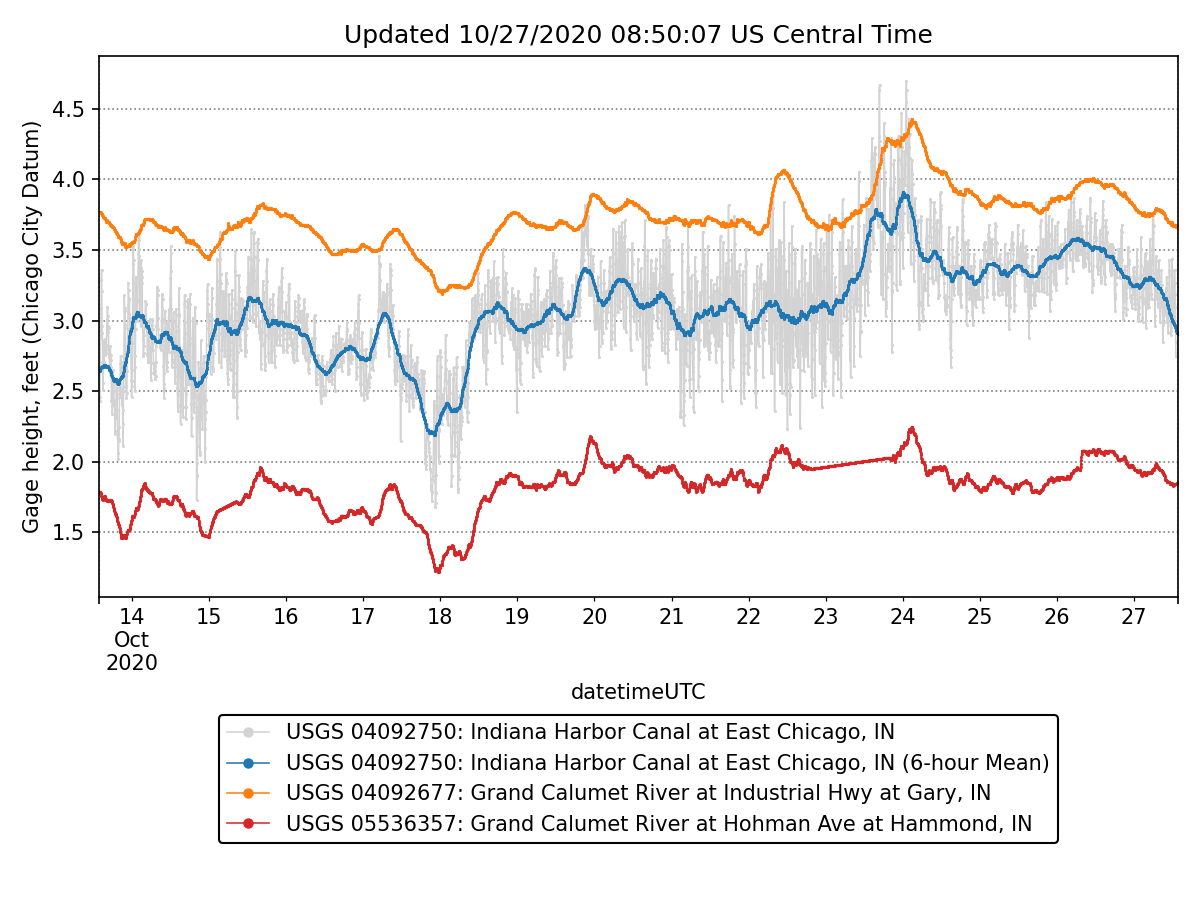 Updated 10/27/2020 08:50:07 US Central Time
Gage height, feet (Chicago City Datum)
4.5
4.0
3.5
3.0
2.5
2.0
1.5
14 15 16 17 18 19 20 21 22 23 24 25 26 27
Oct
2020
datetimeUTC
USGS 04092750: Indiana Harbor Canal at East Chicago, IN
USGS 04092750: Indiana Harbor Canal at East Chicago, IN (6-hour Mean)
USGS 04092677: Grand Calumet River at Industrial Hwy at Gary, IN
USGS 05536357: Grand Calumet River at Hohman Ave at Hammond, IN